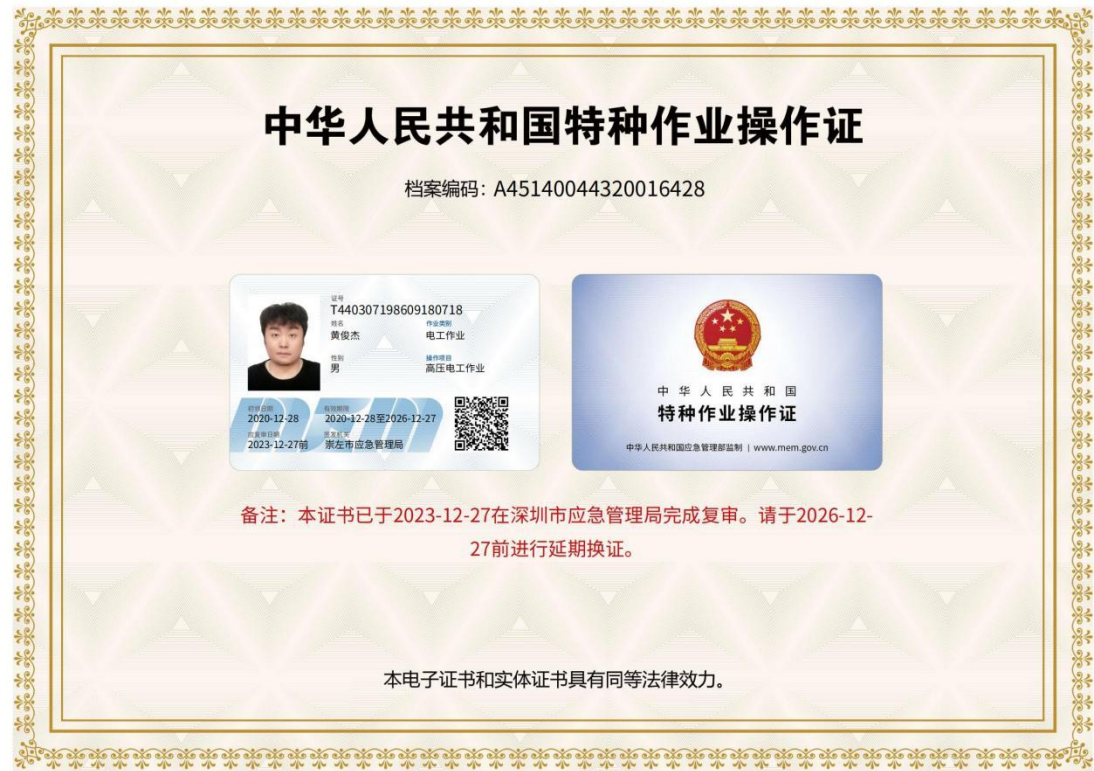 中华人民共和国特种作业操作证
档案编码：A45140044320016428
证号
T440307198609180718
姓名
作业类别
黄俊杰
电工作业
性别
操作项目
男
高压电工作业
初领日期
有效期限
2020-12-28
2020-12-28至2026-12-27
应复审日期
签发机关
2023-12-27前
崇左市应急管理局
中华人民共和国
特种作业操作证
中华人民共和国应急管理部监制 | www.mem.gov.cn
备注：本证书已于2023-12-27在深圳市应急管理局完成复审。请于2026-12-
27前进行延期换证。
本电子证书和实体证书具有同等法律效力。